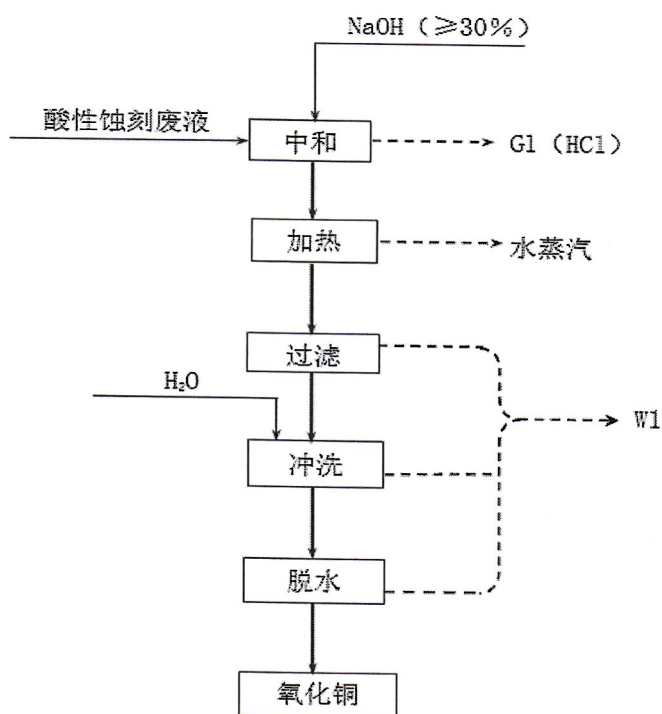 NaOH（≥30%）
酸性蚀刻废液
中和
G1（HCl）
加热
水蒸汽
过滤
H₂O
W1
冲洗
脱水
氧化铜